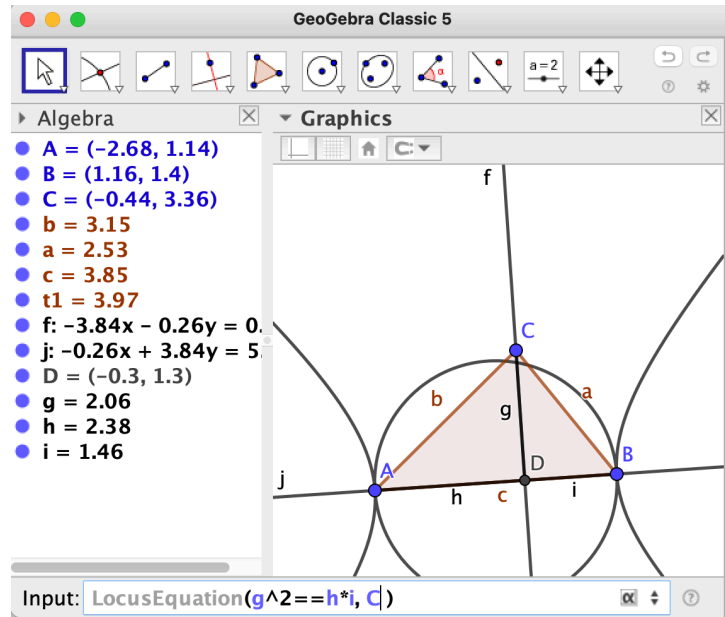 GeoGebra Classic 5
a=2
α
Algebra
Graphics
C:
A = (−2.68, 1.14)
B = (1.16, 1.4)
C = (−0.44, 3.36)
b = 3.15
a = 2.53
c = 3.85
t1 = 3.97
f: −3.84x − 0.26y = 0.
j: −0.26x + 3.84y = 5.
D = (−0.3, 1.3)
g = 2.06
h = 2.38
i = 1.46
f
C
b
a
g
A
B
D
j
h
c
i
Input: LocusEquation(g^2==h*i, C)
α